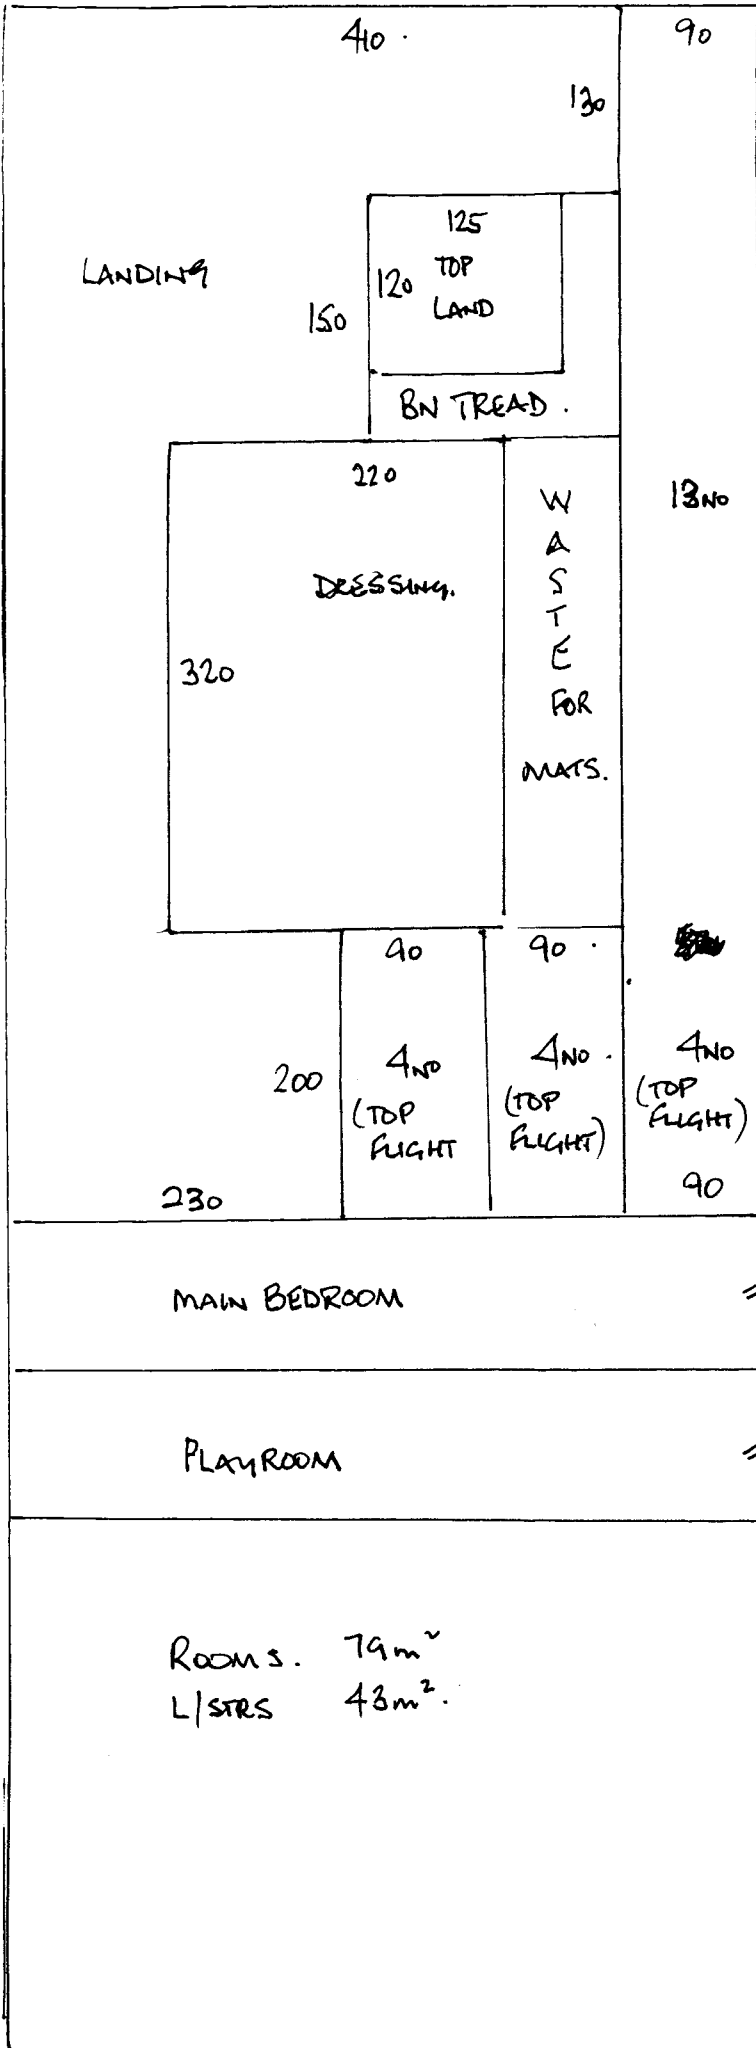 410.
90
130
125
TOP
120
LAND
LANDING
150
BN TREAD.
220
DRESSING.
320
W
A
S
T
E
FOR
MATS.
13NO
90
90.
200
4NO
(TOP
FLIGHT
4NO.
(TOP
FLIGHT)
4NO
(TOP
FLIGHT)
90
230
MAIN BEDROOM
PLAYROOM
ROOMS. 79m²
L/STRS 43m².